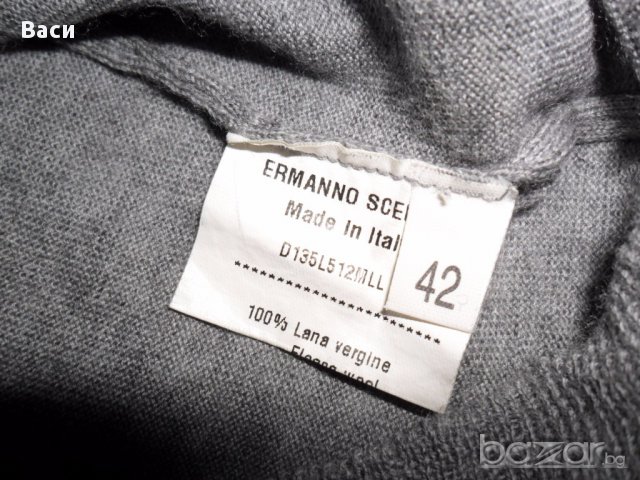 Васи
ERMANNO SCE
Made in Ital
D135L512MLL
42
********************
100% Lana vergine
Fleece wool
bazar.bg